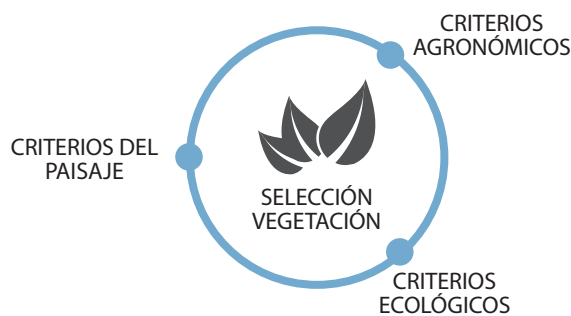 CRITERIOS
AGRONÓMICOS
CRITERIOS DEL
PAISAJE
SELECCIÓN
VEGETACIÓN
CRITERIOS
ECOLÓGICOS